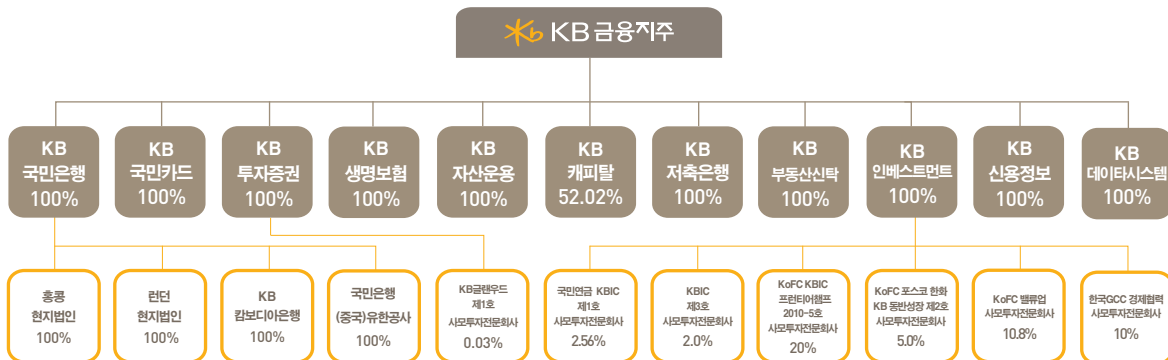 Kb KB금융지주
KB
국민은행
100%
KB
국민카드
100%
KB
투자증권
100%
KB
생명보험
100%
KB
자산운용
100%
KB
캐피탈
52.02%
KB
저축은행
100%
KB
부동산신탁
100%
KB
인베스트먼트
100%
KB
신용정보
100%
KB
데이타시스템
100%
홍콩
현지법인
100%
런던
현지법인
100%
KB
캄보디아은행
100%
국민은행
(중국)유한공사
100%
KB글랜우드
제1호
사모투자전문회사
0.03%
국민연금 KBIC
제1호
사모투자전문회사
2.56%
KBIC
제3호
사모투자전문회사
2.0%
KoFC KBIC
프런티어챔프
2010-5호
사모투자전문회사
20%
KoFC 포스코 한화
KB 동반성장 제2호
사모투자전문회사
5.0%
KoFC 밸류업
사모투자전문회사
10.8%
한국GCC 경제협력
사모투자전문회사
10%